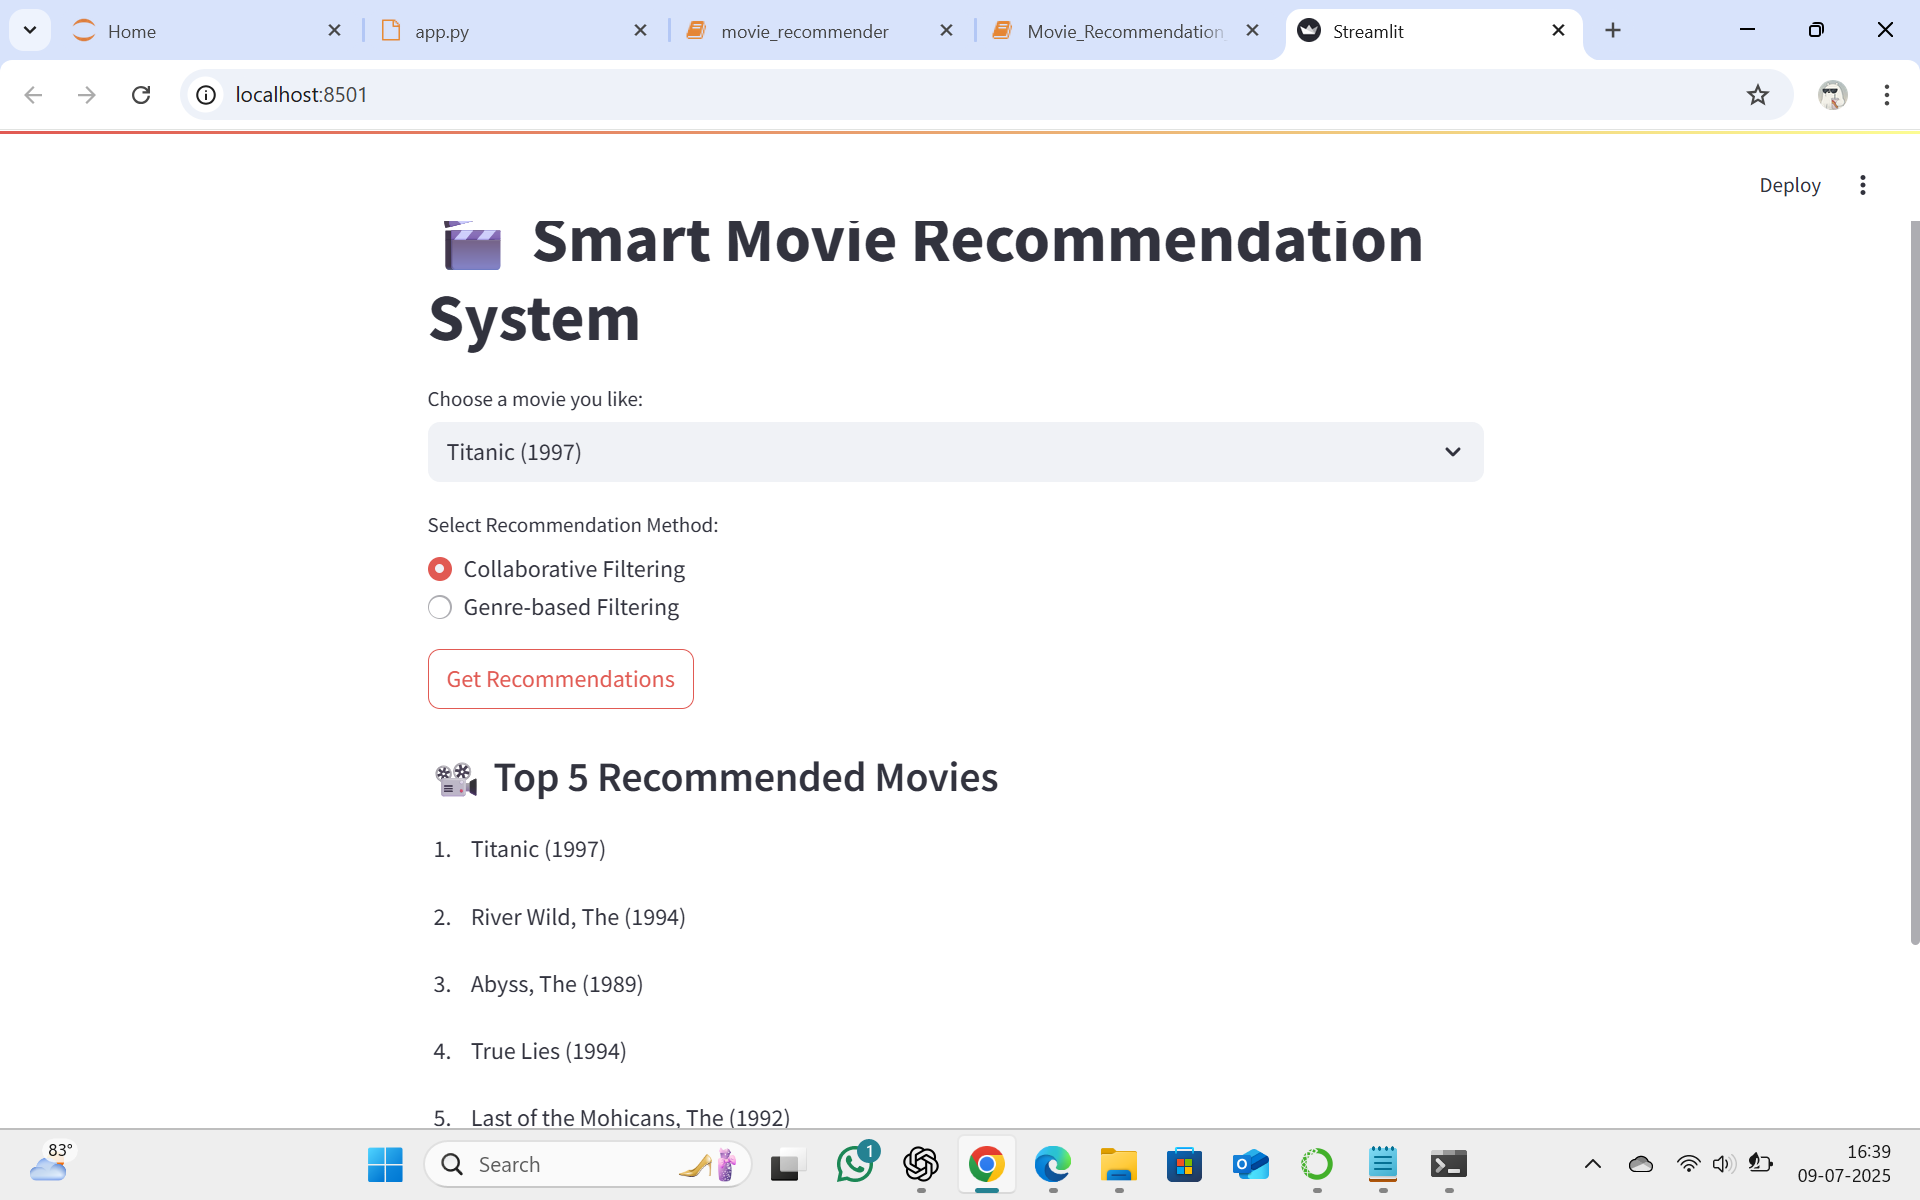 Home
app.py
movie_recommender
Movie_Recommendation_
Streamlit
localhost:8501
Deploy
Smart Movie Recommendation
System
Choose a movie you like:
Titanic (1997)
Select Recommendation Method:
Collaborative Filtering
Genre-based Filtering
Get Recommendations
Top 5 Recommended Movies
1. Titanic (1997)
2. River Wild, The (1994)
3. Abyss, The (1989)
4. True Lies (1994)
5. Last of the Mohicans, The (1992)
83°
Search
1
16:39
09-07-2025